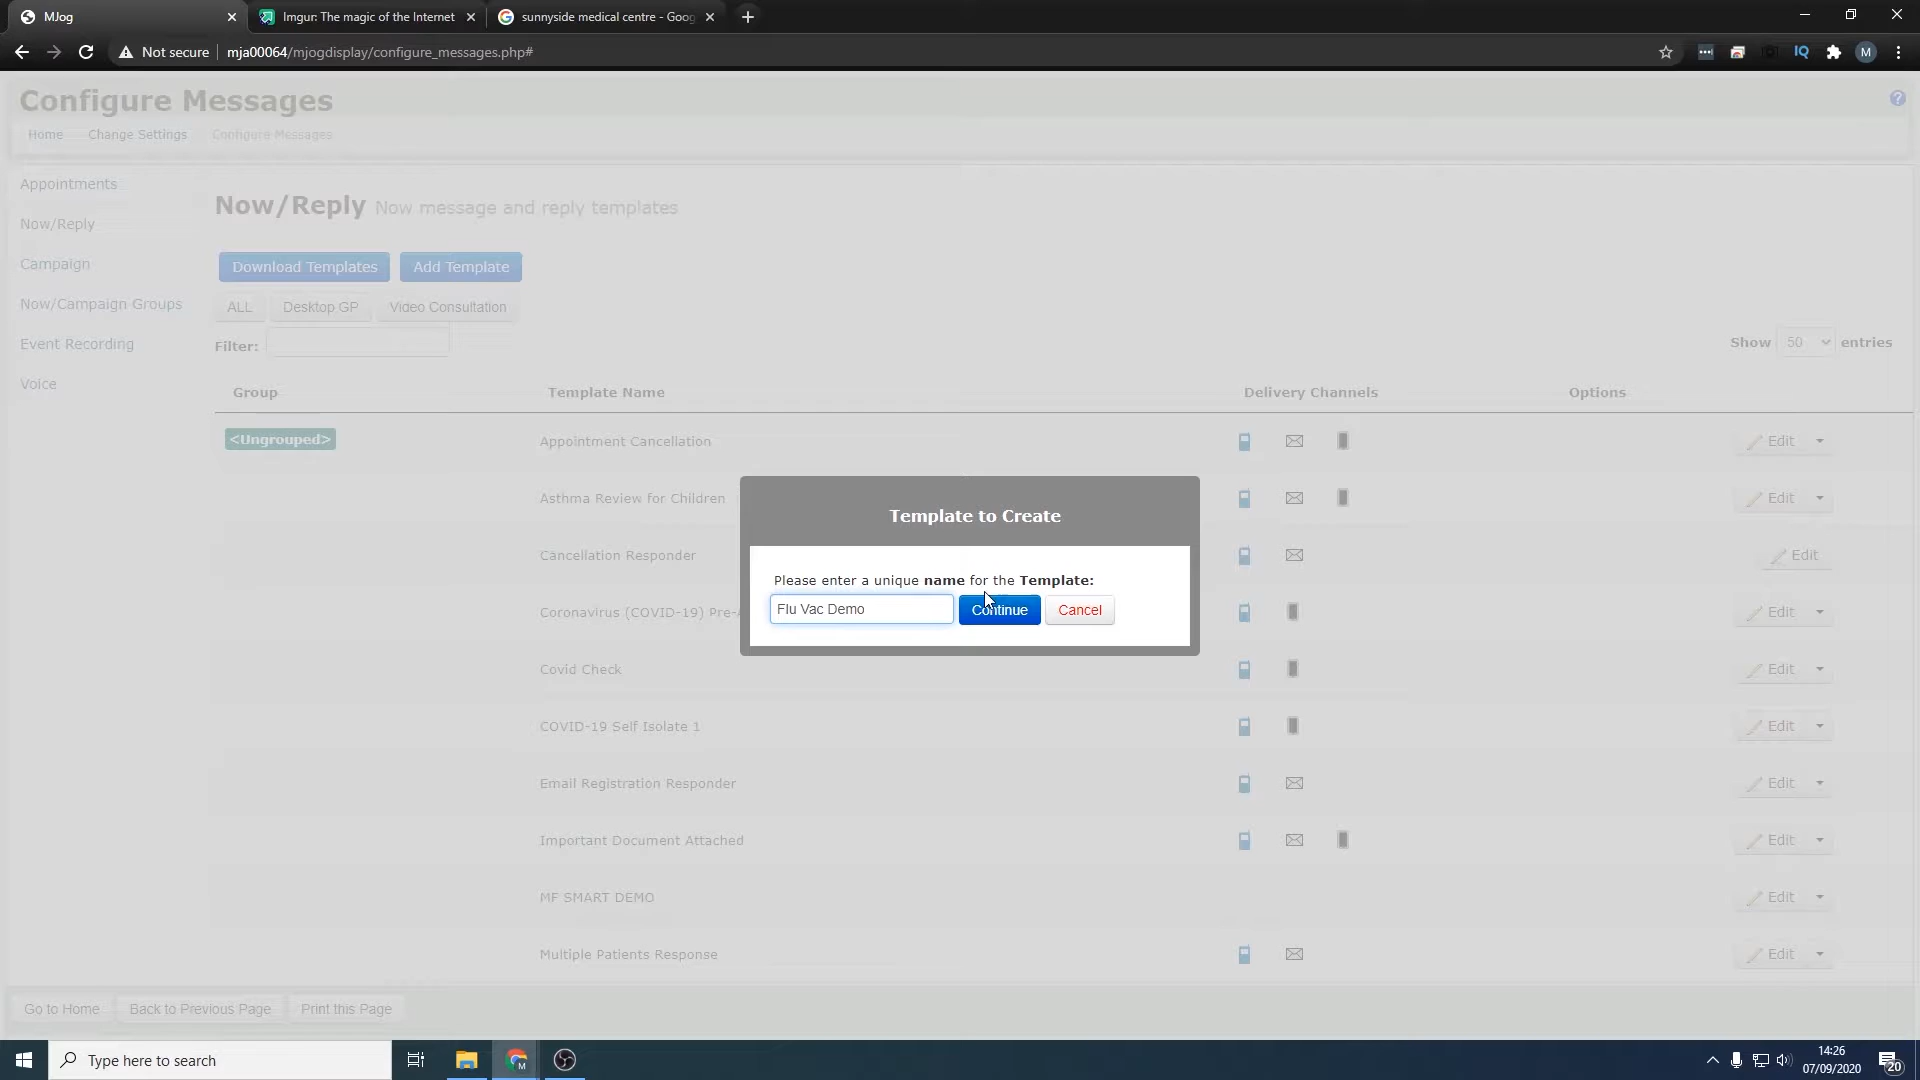 MJog
Imgur: The magic of the Internet
sunnyside medical centre - Goog
Not secure
mja00064/mjogdisplay/configure_messages.php#
IQ
M
Configure Messages
?
Home
Change Settings
Configure Messages
Appointments
Now/Reply
Campaign
Now/Campaign Groups
Event Recording
Voice
Now/Reply Now message and reply templates
Download Templates
Add Template
ALL
Desktop GP
Video Consultation
Filter:
Show 50 entries
Group
Template Name
Delivery Channels
Options
<Ungrouped>
Appointment Cancellation
Edit
Asthma Review for Children
Edit
Cancellation Responder
Edit
Coronavirus (COVID-19) Pre-
Edit
Covid Check
Edit
COVID-19 Self Isolate 1
Edit
Email Registration Responder
Edit
Important Document Attached
Edit
MF SMART DEMO
Edit
Multiple Patients Response
Edit
Template to Create
Please enter a unique name for the Template:
Flu Vac Demo
Continue
Cancel
Go to Home
Back to Previous Page
Print this Page
Type here to search
M
14:26
07/09/2020
20